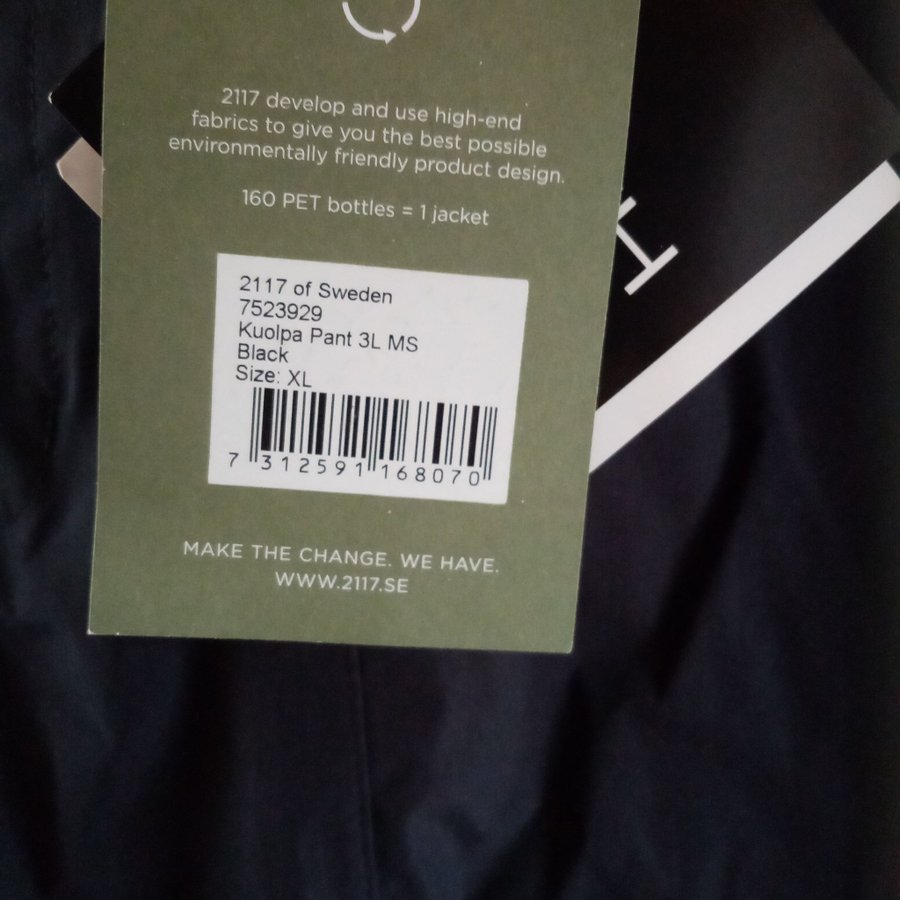 2117 develop and use high-end
fabrics to give you the best possible
environmentally friendly product design.
160 PET bottles = 1 jacket
2117 of Sweden
7523929
Kuolpa Pant 3L MS
Black
Size: XL
7 312591 168070
MAKE THE CHANGE. WE HAVE.
WWW.2117.SE